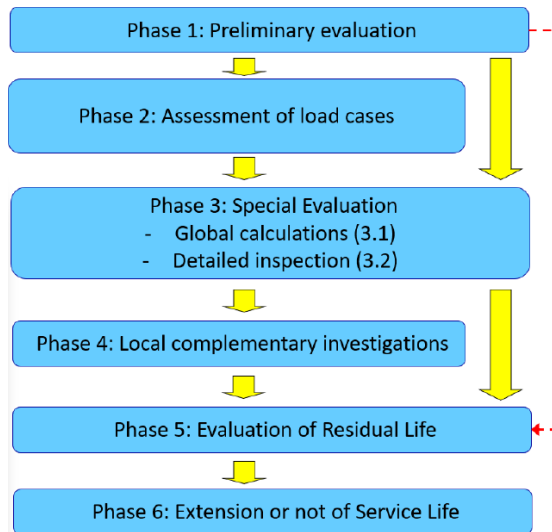 Phase 1: Preliminary evaluation
Phase 2: Assessment of load cases
Phase 3: Special Evaluation
- Global calculations (3.1)
- Detailed inspection (3.2)
Phase 4: Local complementary investigations
Phase 5: Evaluation of Residual Life
Phase 6: Extension or not of Service Life